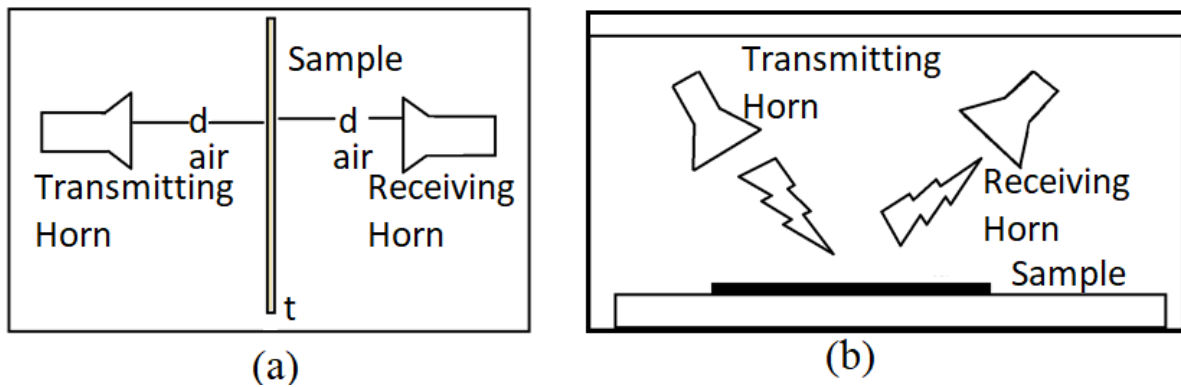 Sample
d
air
d
air
Transmitting
Horn
Receiving
Horn
t
(a)
Transmitting
Horn
Receiving
Horn
Sample
(b)